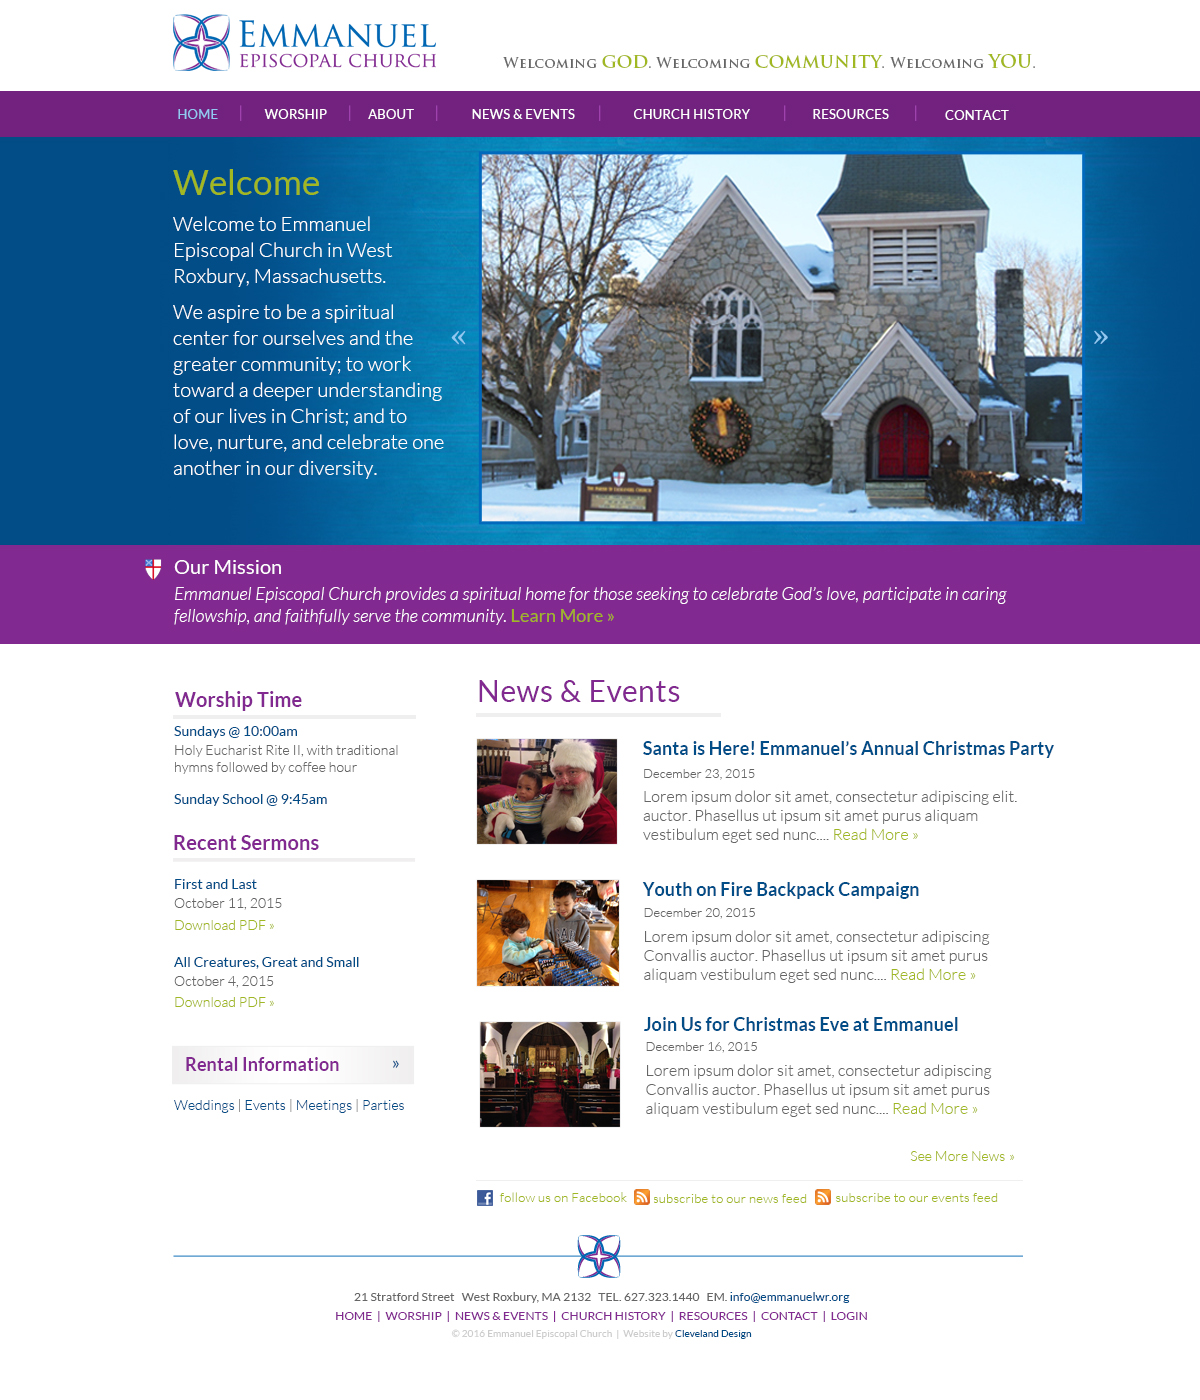 EMMANUEL
EPISCOPAL CHURCH
WELCOMING GOD. WELCOMING COMMUNITY. WELCOMING YOU.
HOME | WORSHIP | ABOUT | NEWS & EVENTS | CHURCH HISTORY | RESOURCES | CONTACT
Welcome
Welcome to Emmanuel
Episcopal Church in West
Roxbury, Massachusetts.
We aspire to be a spiritual
center for ourselves and the
greater community; to work
toward a deeper understanding
of our lives in Christ; and to
love, nurture, and celebrate one
another in our diversity.
«
»
Our Mission
Emmanuel Episcopal Church provides a spiritual home for those seeking to celebrate God's love, participate in caring
fellowship, and faithfully serve the community. Learn More »
Worship Time
Sundays @ 10:00am
Holy Eucharist Rite II, with traditional
hymns followed by coffee hour
Sunday School @ 9:45am
Recent Sermons
First and Last
October 11, 2015
Download PDF »
All Creatures, Great and Small
October 4, 2015
Download PDF »
Rental Information »
Weddings | Events | Meetings | Parties
News & Events
Santa is Here! Emmanuel's Annual Christmas Party
December 23, 2015
Lorem ipsum dolor sit amet, consectetur adipiscing elit.
auctor. Phasellus ut ipsum sit amet purus aliquam
vestibulum eget sed nunc.... Read More »
Youth on Fire Backpack Campaign
December 20, 2015
Lorem ipsum dolor sit amet, consectetur adipiscing
Convallis auctor. Phasellus ut ipsum sit amet purus
aliquam vestibulum eget sed nunc.... Read More »
Join Us for Christmas Eve at Emmanuel
December 16, 2015
Lorem ipsum dolor sit amet, consectetur adipiscing
Convallis auctor. Phasellus ut ipsum sit amet purus
aliquam vestibulum eget sed nunc.... Read More »
See More News »
follow us on Facebook subscribe to our news feed subscribe to our events feed
21 Stratford Street West Roxbury, MA 2132 TEL. 627.323.1440 EM. info@emmanuelwr.org
HOME | WORSHIP | NEWS & EVENTS | CHURCH HISTORY | RESOURCES | CONTACT | LOGIN
© 2016 Emmanuel Episcopal Church | Website by Cleveland Design